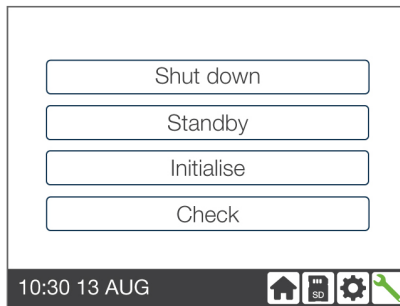 Shut down
Standby
Initialise
Check
10:30 13 AUG
SD